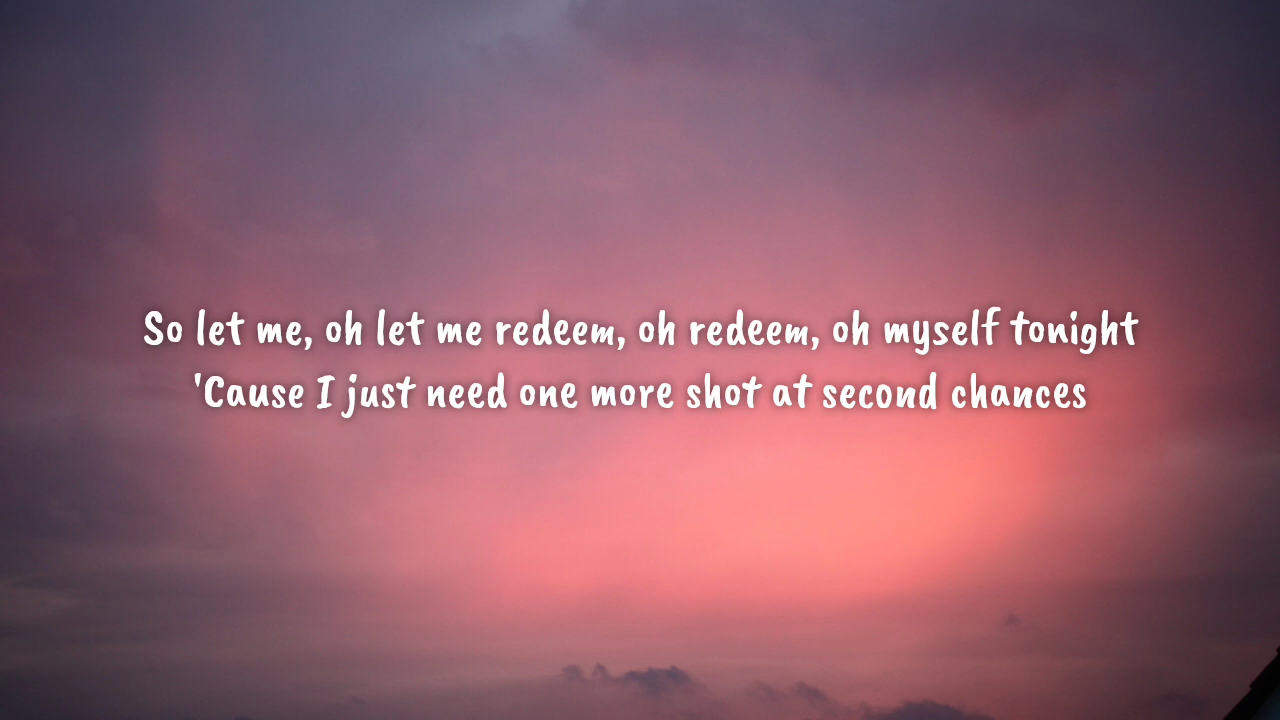 So let me, oh let me redeem, oh redeem, oh myself tonight
'Cause I just need one more shot at second chances